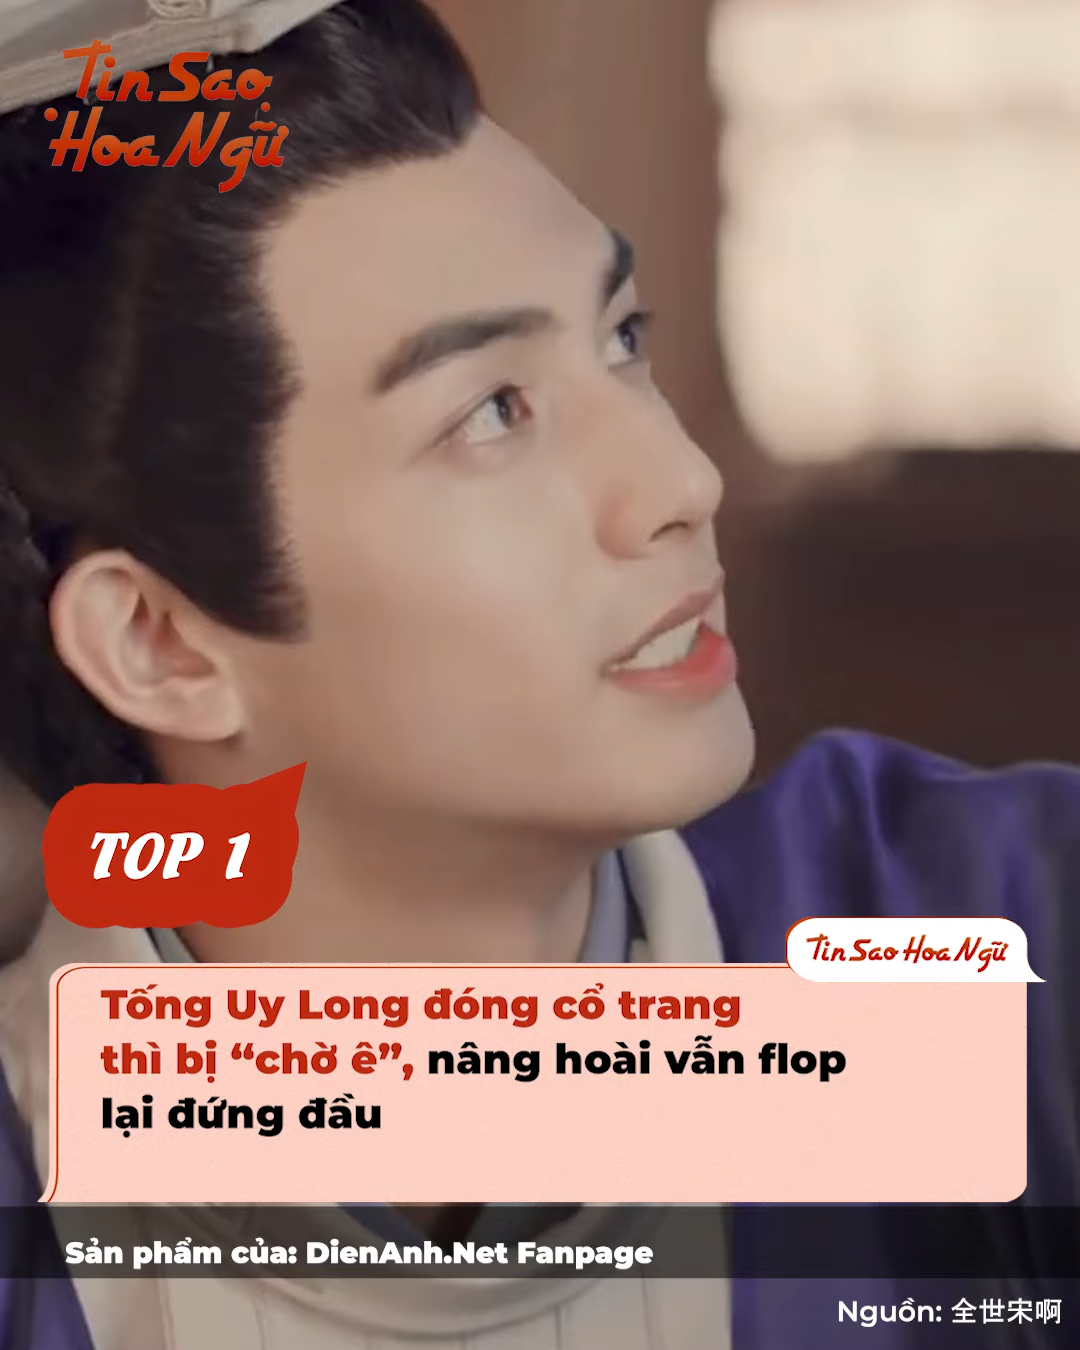 Tin Sao
Hoa Ngữ
TOP 1
Tin Sao Hoa Ngữ
Tống Uy Long đóng cổ trang
thì bị “chờ ê”, nâng hoài vẫn flop
lại đứng đầu
Sản phẩm của: DienAnh.Net Fanpage
Nguồn: 全世宋啊